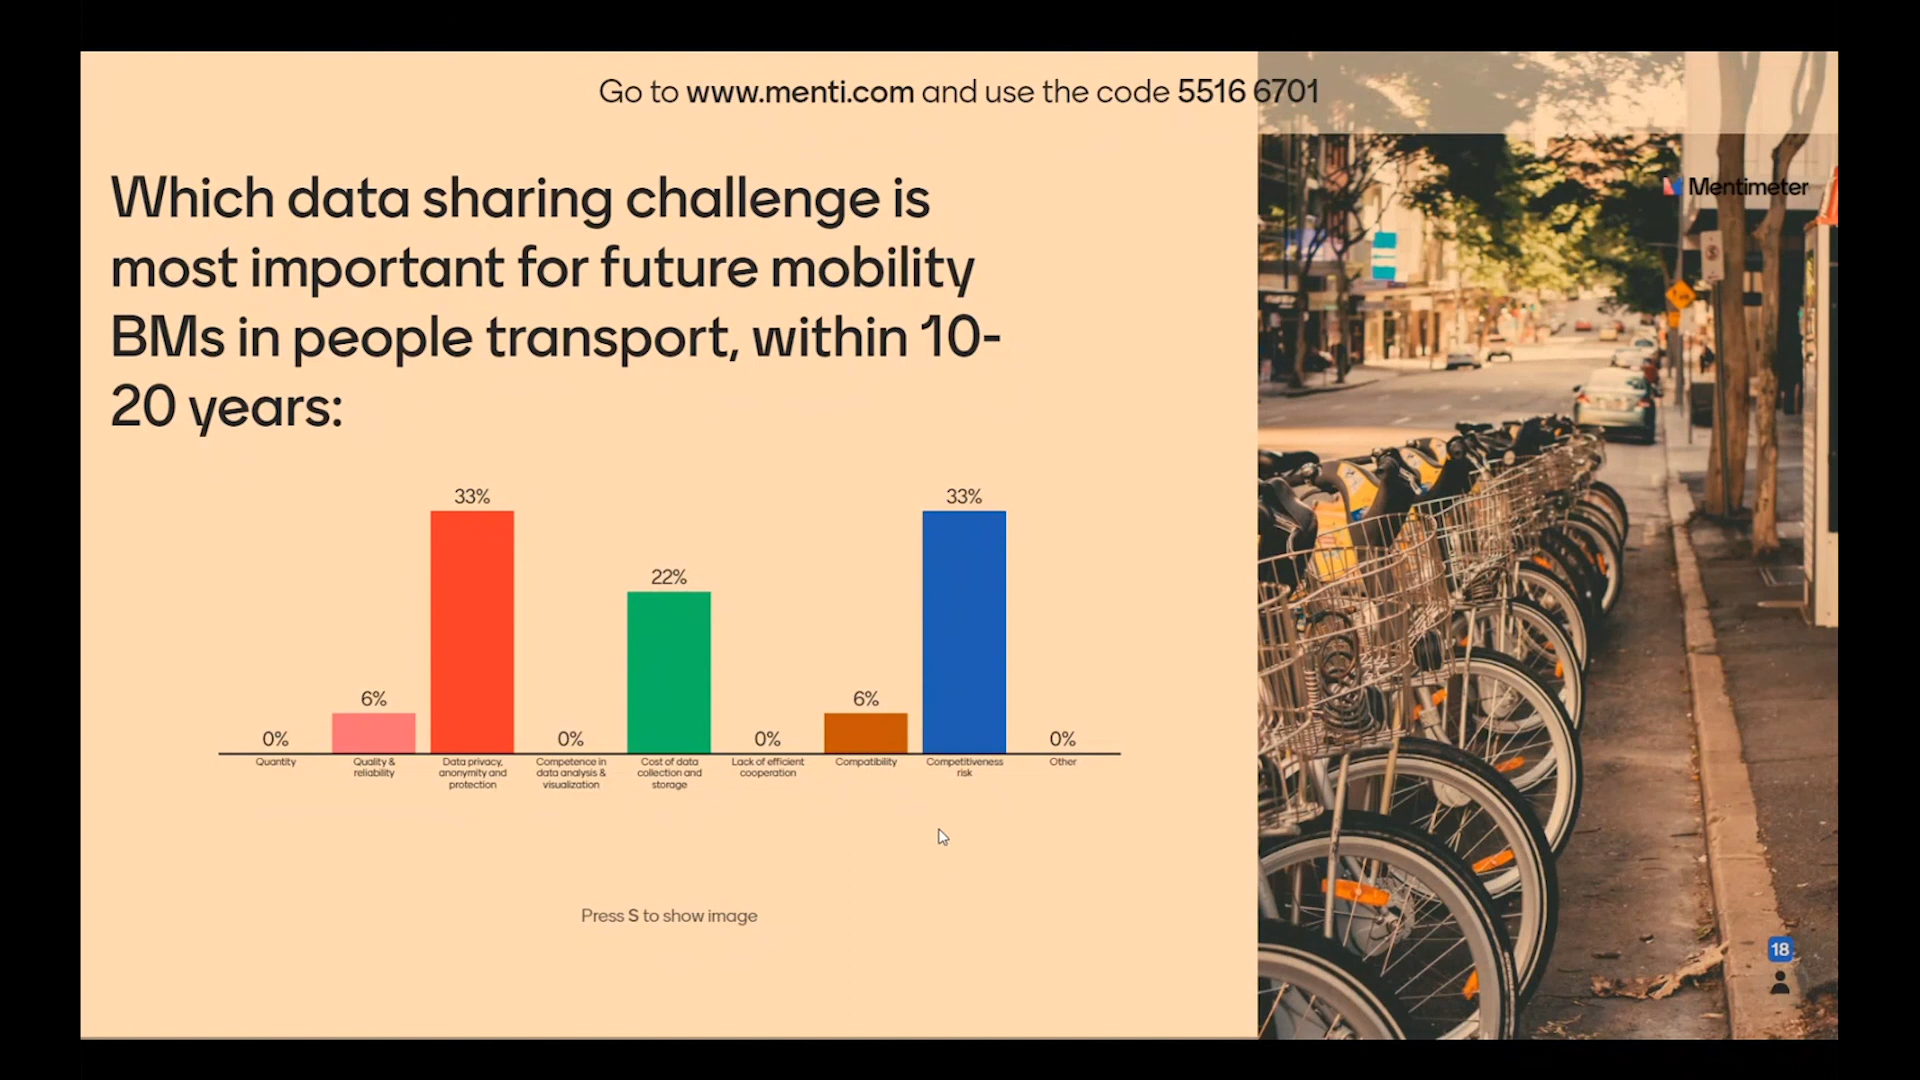 Go to www.menti.com and use the code 5516 6701
Mentimeter
Which data sharing challenge is
most important for future mobility
BMs in people transport, within 10-
20 years:
33%
33%
22%
6%
6%
0%
0%
0%
0%
Quantity
Quality &
reliability
Data privacy,
anonymity and
protection
Competence in
data analysis &
visualization
Cost of data
collection and
storage
Lack of efficient
cooperation
Compatibility
Competitiveness
risk
Other
Press S to show image
18